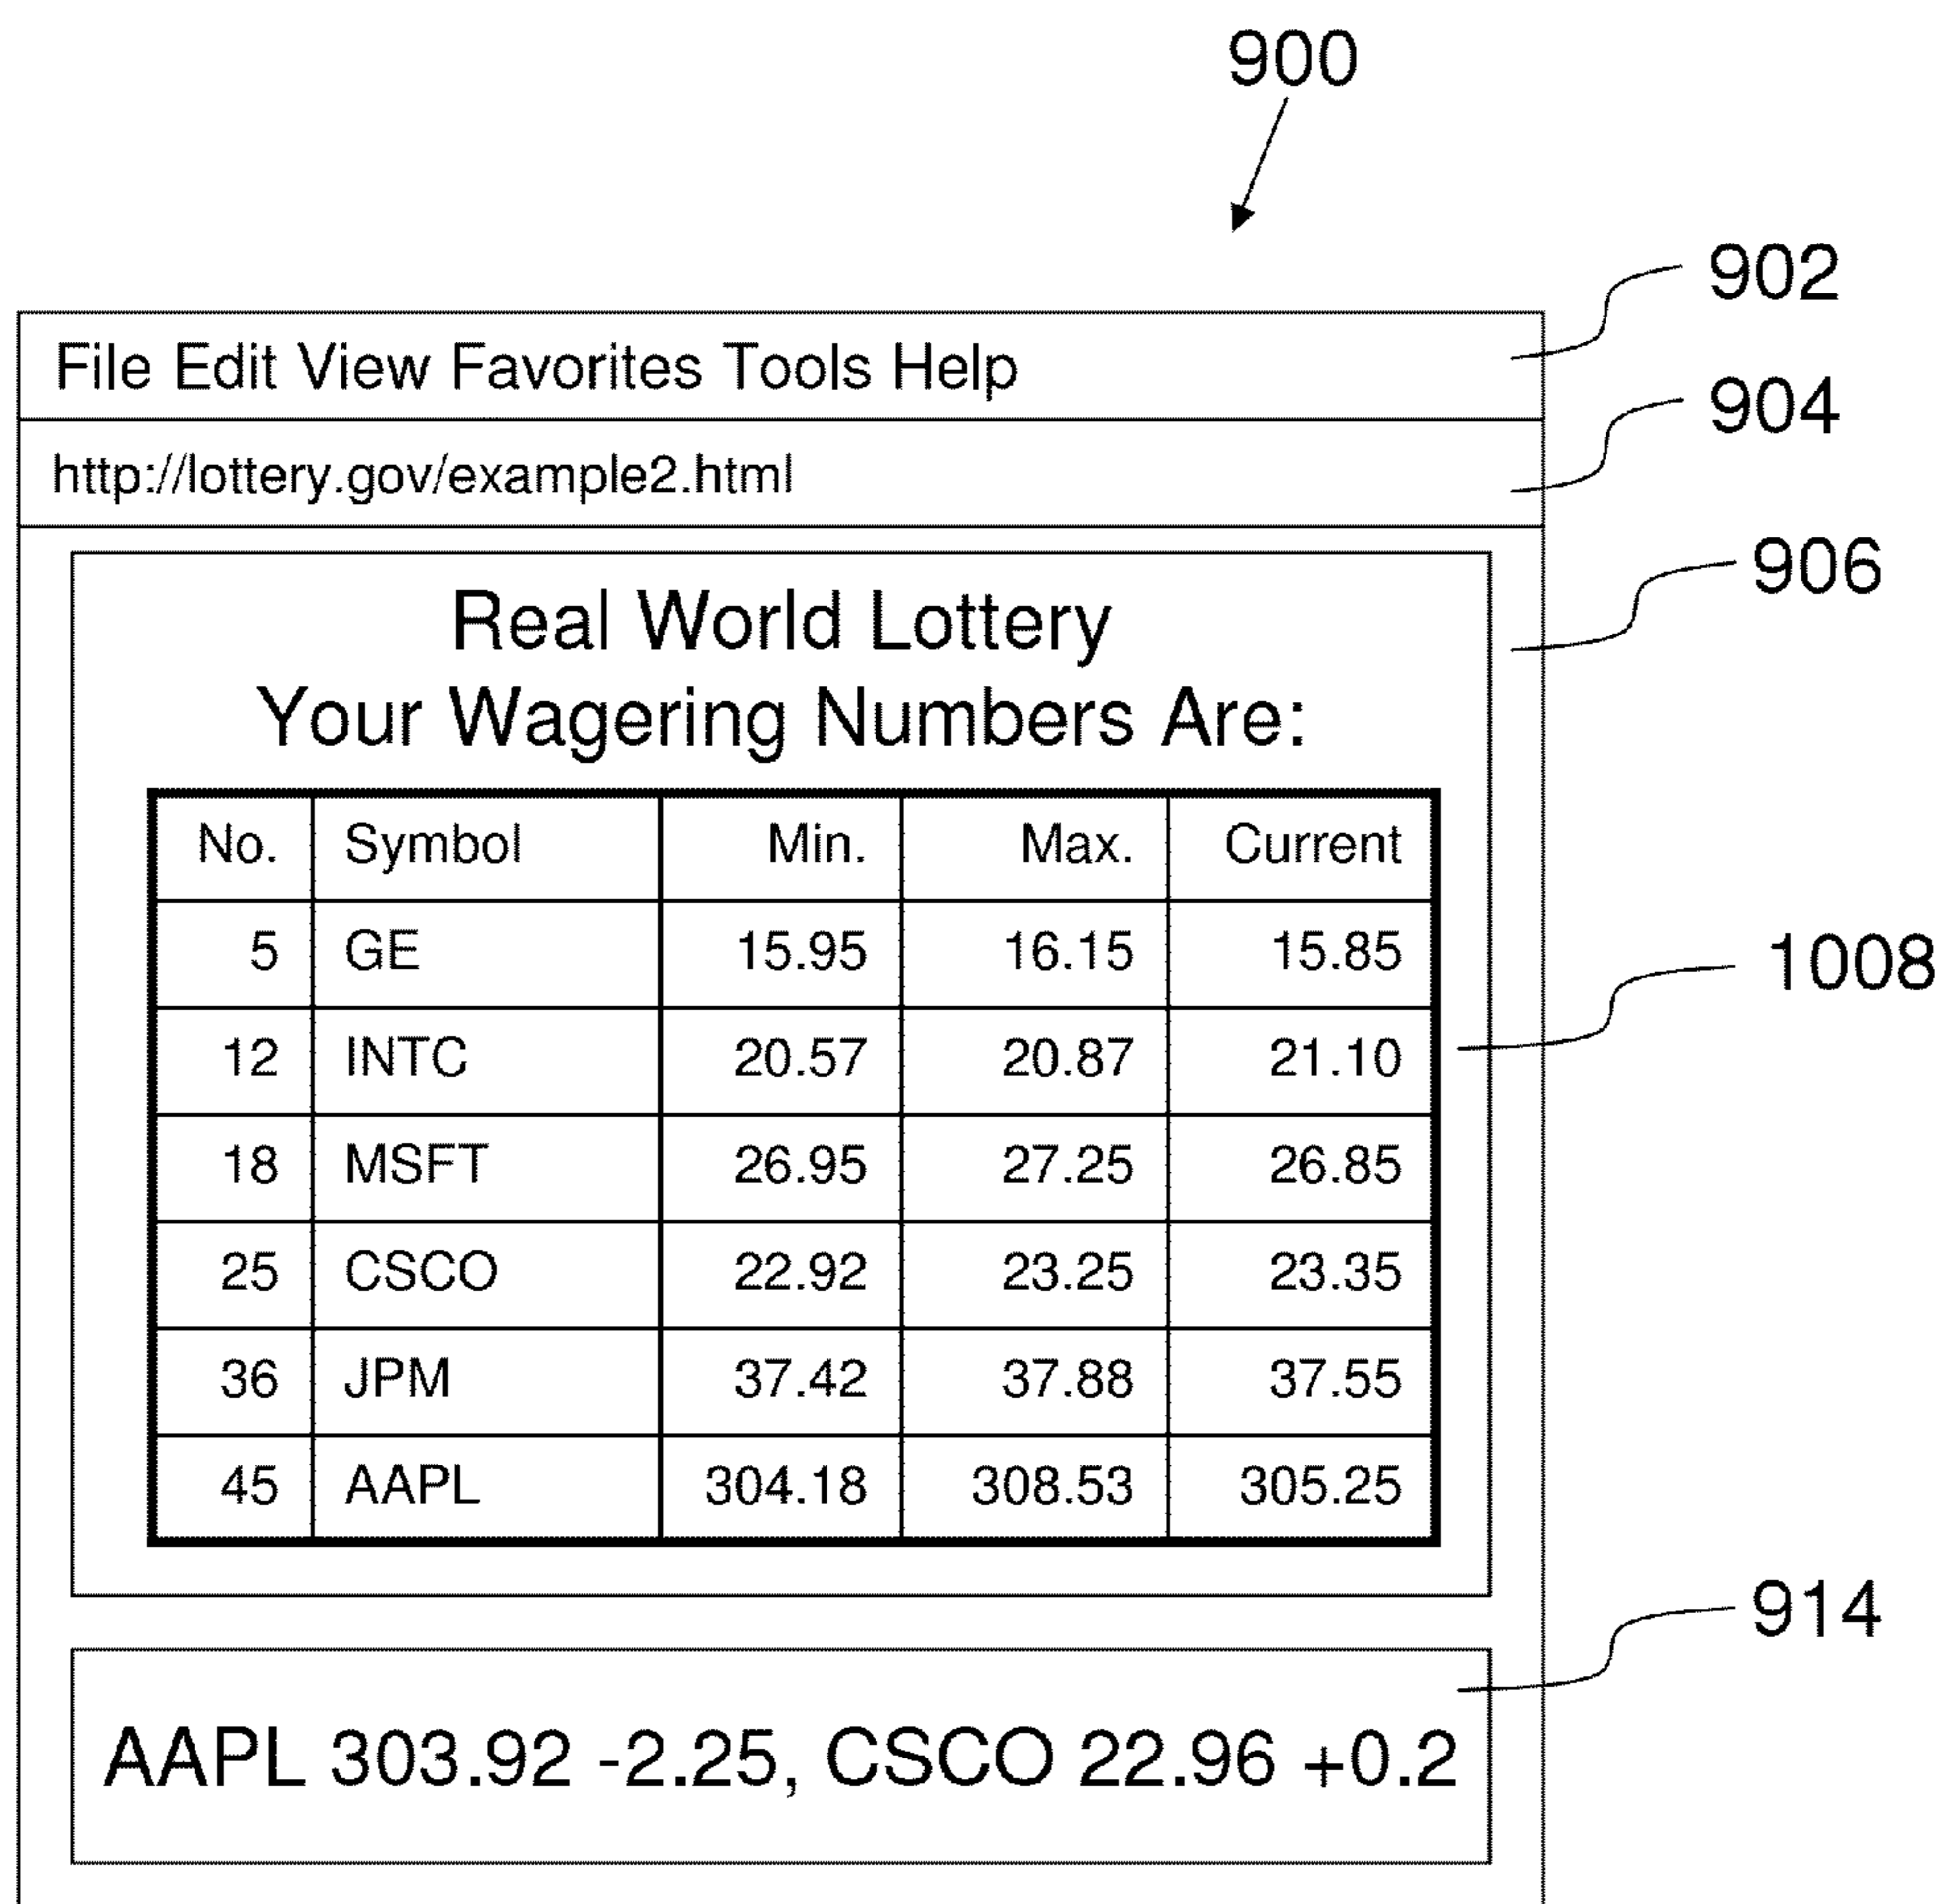 900
902
File Edit View Favorites Tools Help
904
http://lottery.gov/example2.html
906
Real World Lottery
Your Wagering Numbers Are:
No. Symbol Min. Max. Current
5 GE 15.95 16.15 15.85
1008
12 INTC 20.57 20.87 21.10
18 MSFT 26.95 27.25 26.85
25 CSCO 22.92 23.25 23.35
36 JPM 37.42 37.88 37.55
45 AAPL 304.18 308.53 305.25
914
AAPL 303.92 -2.25, CSCO 22.96 +0.2